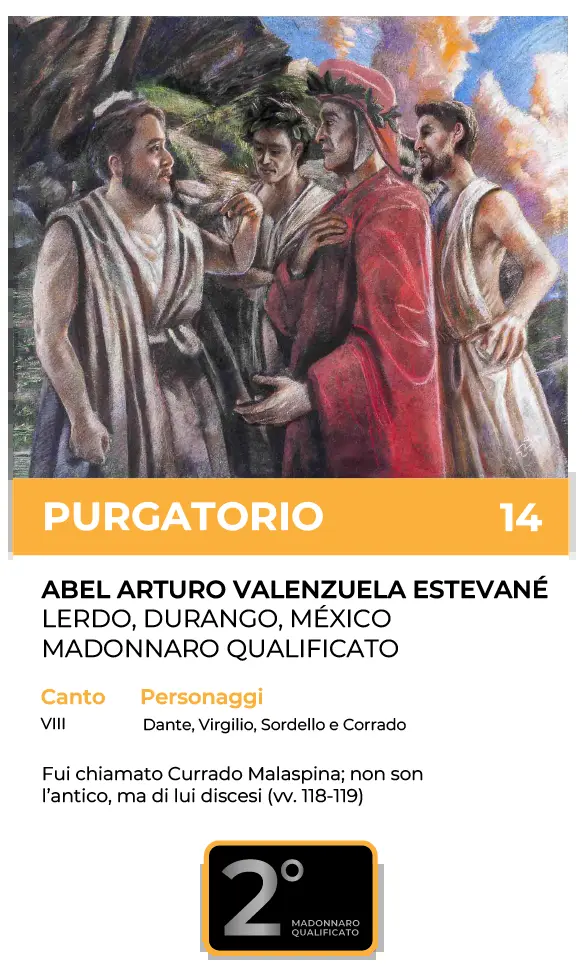 PURGATORIO 14
ABEL ARTURO VALENZUELA ESTEVANÉ
LERDO, DURANGO, MÉXICO
MADONNARO QUALIFICATO
Canto Personaggi
VIII Dante, Virgilio, Sordello e Corrado
Fui chiamato Currado Malaspina; non son
l’antico, ma di lui discesi (vv. 118-119)
2° MADONNARO
QUALIFICATO